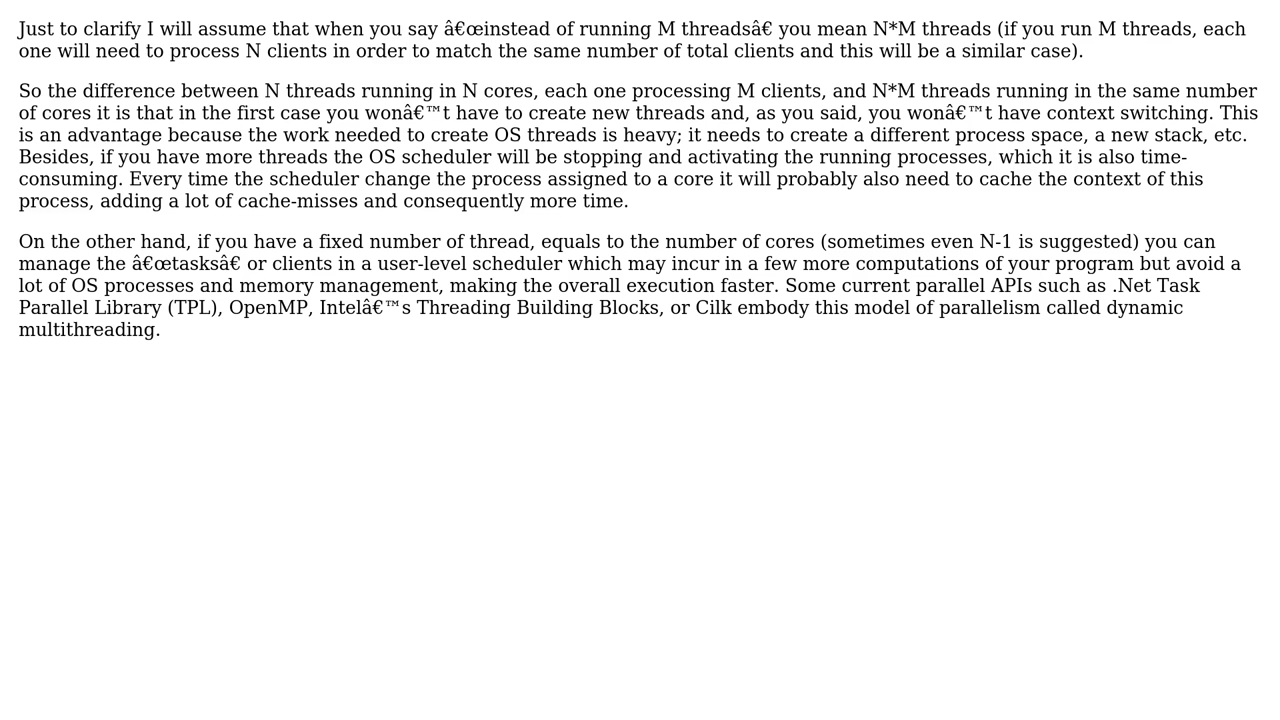 Just to clarify I will assume that when you say â€œinstead of running M threadsâ€ you mean N*M threads (if you run M threads, each
one will need to process N clients in order to match the same number of total clients and this will be a similar case).
So the difference between N threads running in N cores, each one processing M clients, and N*M threads running in the same number
of cores it is that in the first case you wonâ€™t have to create new threads and, as you said, you wonâ€™t have context switching. This
is an advantage because the work needed to create OS threads is heavy; it needs to create a different process space, a new stack, etc.
Besides, if you have more threads the OS scheduler will be stopping and activating the running processes, which it is also time-
consuming. Every time the scheduler change the process assigned to a core it will probably also need to cache the context of this
process, adding a lot of cache-misses and consequently more time.
On the other hand, if you have a fixed number of thread, equals to the number of cores (sometimes even N-1 is suggested) you can
manage the â€œtasksâ€ or clients in a user-level scheduler which may incur in a few more computations of your program but avoid a
lot of OS processes and memory management, making the overall execution faster. Some current parallel APIs such as .Net Task
Parallel Library (TPL), OpenMP, Intelâ€™s Threading Building Blocks, or Cilk embody this model of parallelism called dynamic
multithreading.